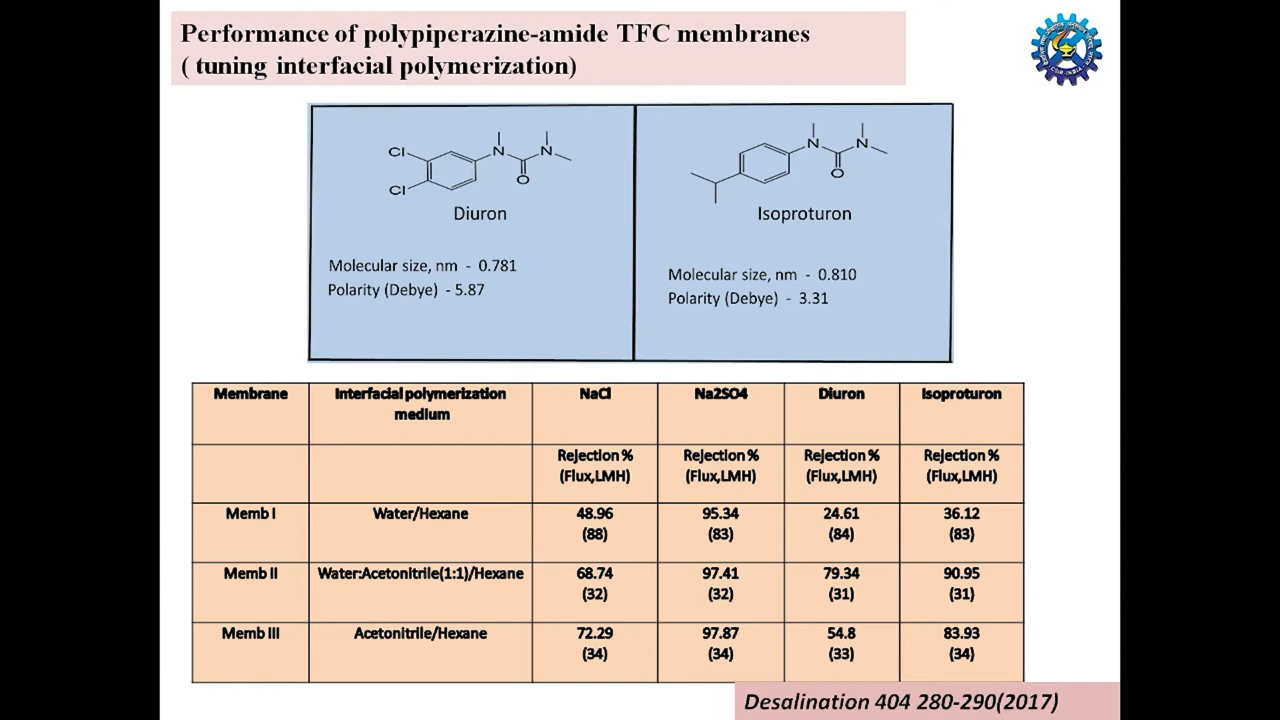 Performance of polypiperazine-amide TFC membranes
( tuning interfacial polymerization)
CSIR-INDIA
Cl
Cl
N
N
O
Diuron
Molecular size, nm - 0.781
Polarity (Debye) - 5.87
N
N
O
Isoproturon
Molecular size, nm - 0.810
Polarity (Debye) - 3.31
Membrane Interfacial polymerization medium NaCl Na2SO4 Diuron Isoproturon
Rejection % (Flux,LMH) Rejection % (Flux,LMH) Rejection % (Flux,LMH) Rejection % (Flux,LMH)
Memb I Water/Hexane 48.96 (88) 95.34 (83) 24.61 (84) 36.12 (83)
Memb II Water:Acetonitrile(1:1)/Hexane 68.74 (32) 97.41 (32) 79.34 (31) 90.95 (31)
Memb III Acetonitrile/Hexane 72.29 (34) 97.87 (34) 54.8 (33) 83.93 (34)
Desalination 404 280-290(2017)